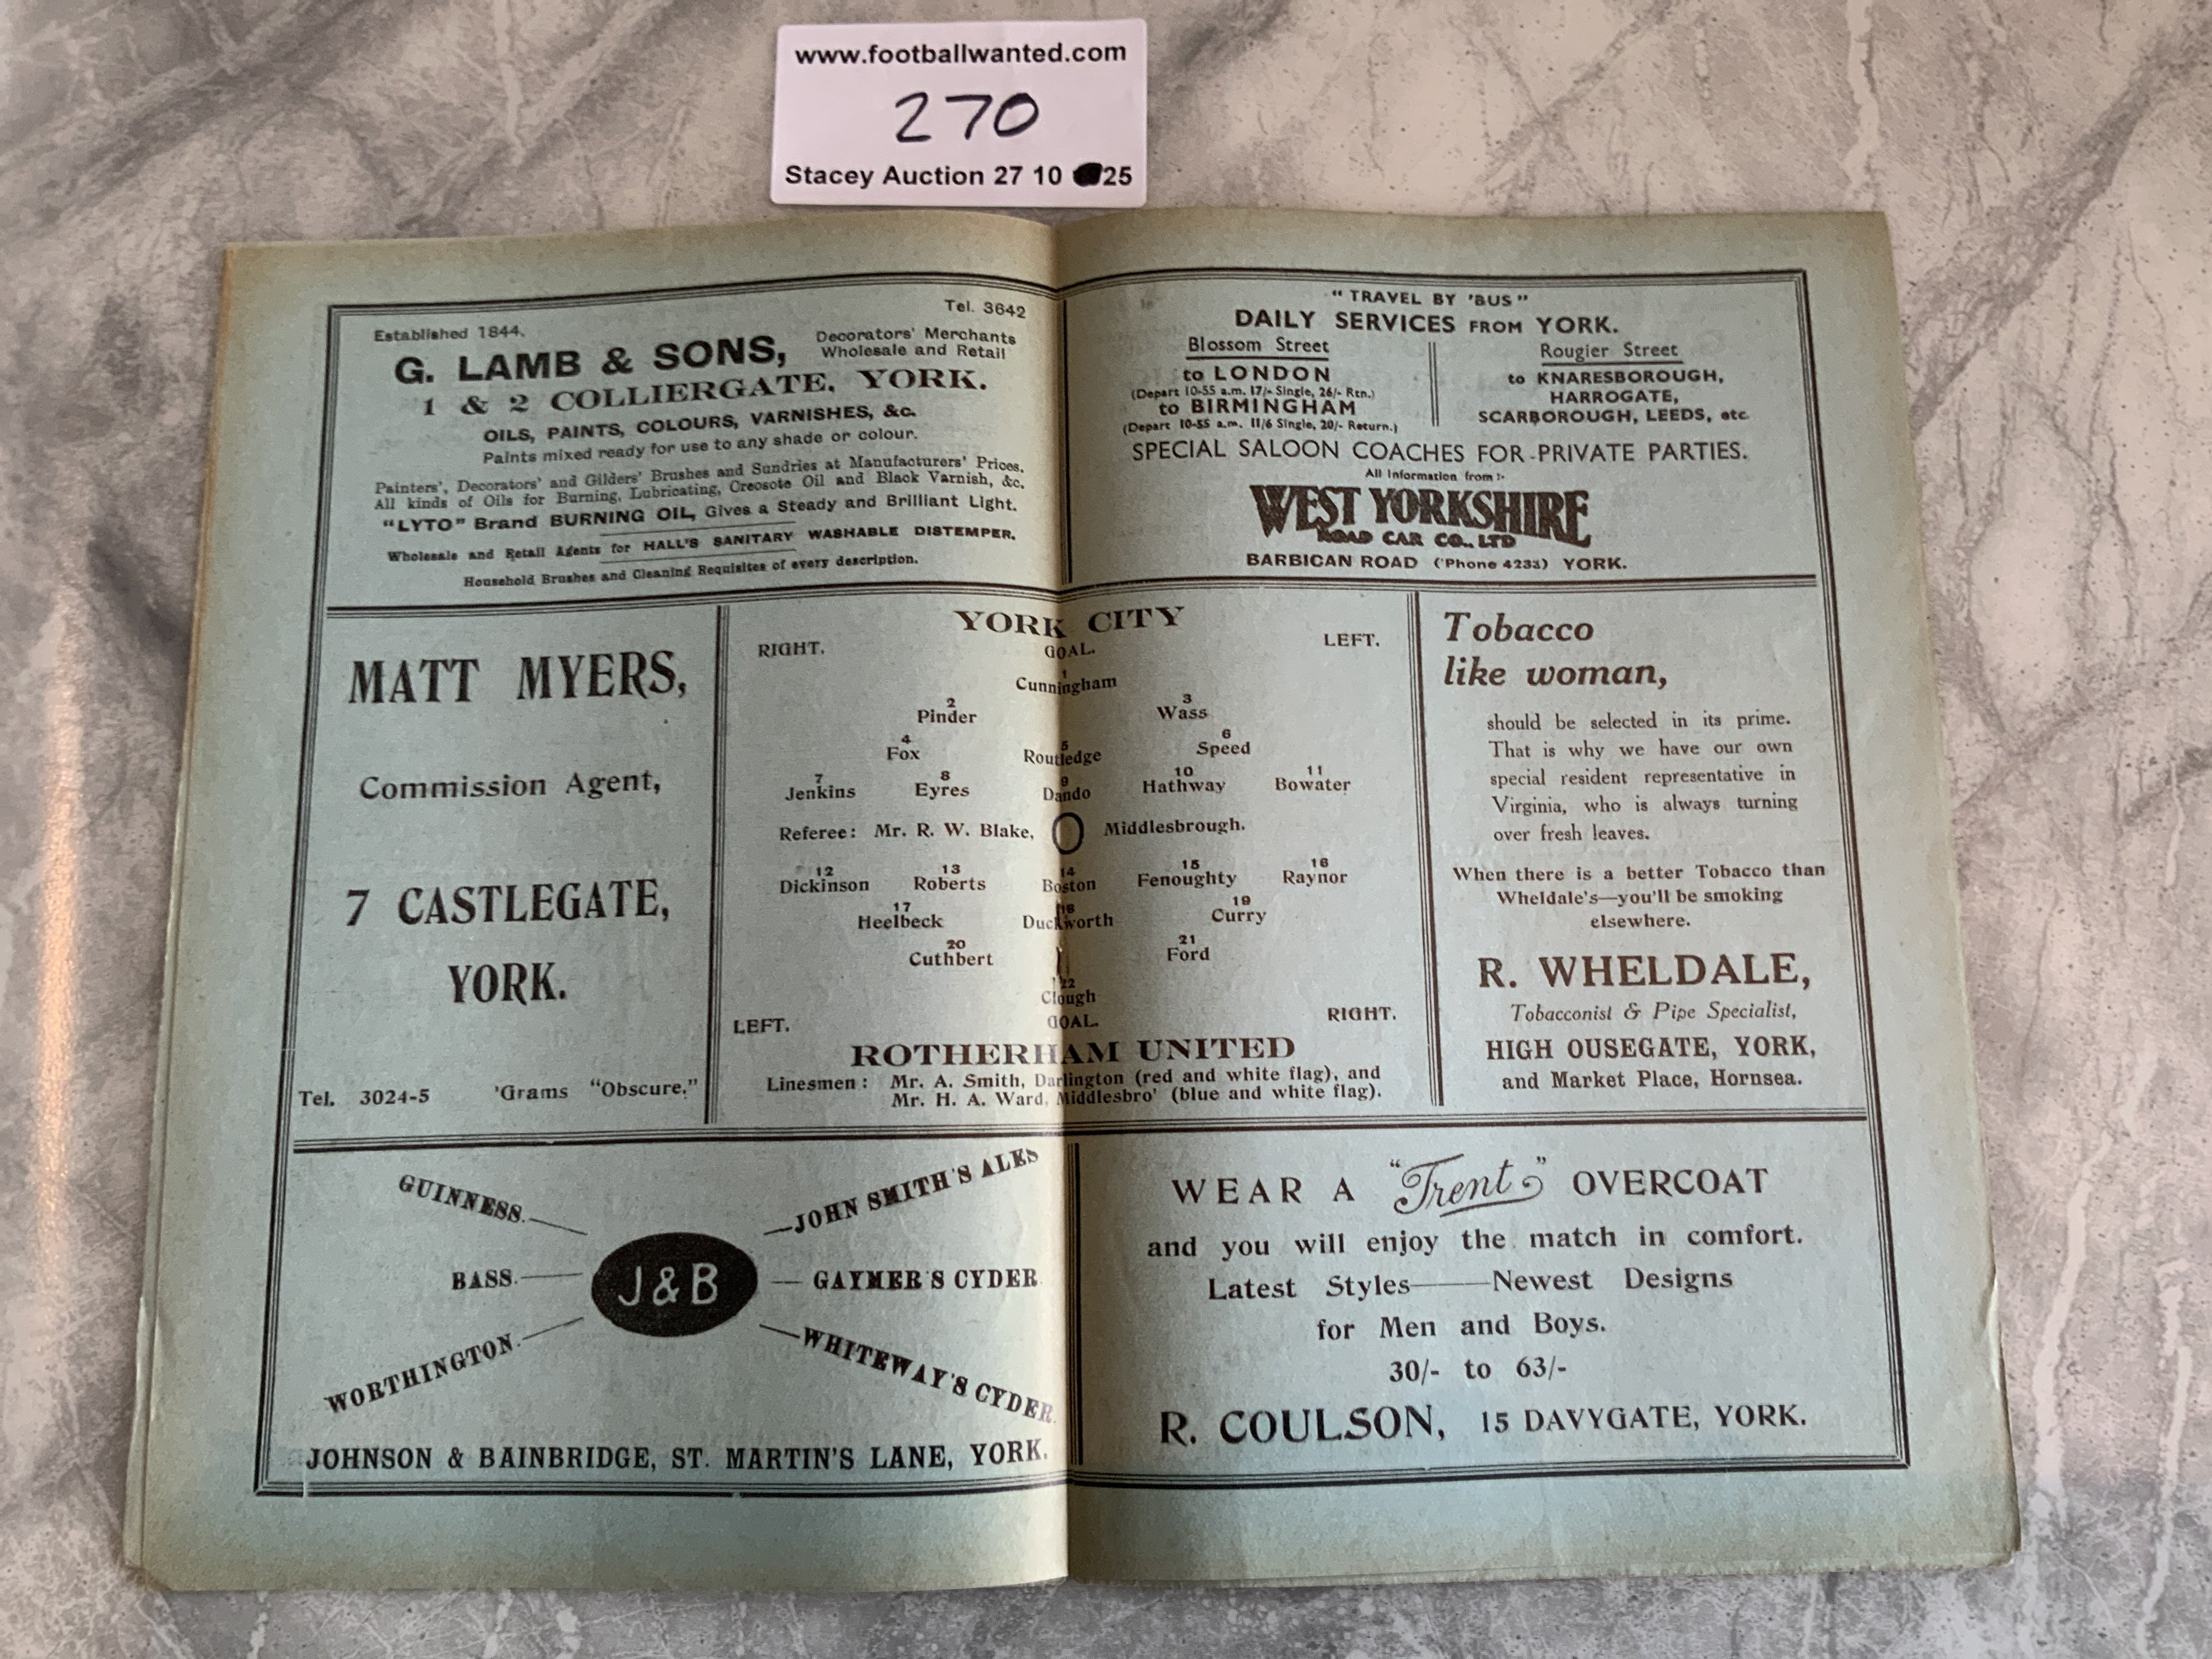 www.footballwanted.com
270
Stacey Auction 27 10 25
Tel. 3642
Established 1844.
G. LAMB & SONS, Decorators' Merchants
Wholesale and Retail
1 & 2 COLLIERGATE, YORK.
OILS, PAINTS, COLOURS, VARNISHES, &c.
Paints mixed ready for use to any shade or colour.
Painters', Decorators' and Gilders' Brushes and Sundries at Manufacturers' Prices.
All kinds of Oils for Burning, Lubricating, Creosote Oil and Black Varnish, &c.
"LYTO" Brand BURNING OIL, Gives a Steady and Brilliant Light.
Wholesale and Retail Agents for HALL'S SANITARY WASHABLE DISTEMPER.
Household Brushes and Cleaning Requisites of every description.
"TRAVEL BY 'BUS"
DAILY SERVICES FROM YORK.
Blossom Street
to LONDON
(Depart 10-55 a.m. 17/- Single, 26/- Rtn.)
to BIRMINGHAM
(Depart 10-55 a.m. 11/6 Single, 20/- Return.)
Rougier Street
to KNARESBOROUGH,
HARROGATE,
SCARBOROUGH, LEEDS, etc.
SPECIAL SALOON COACHES FOR PRIVATE PARTIES.
All Information from :-
WEST YORKSHIRE
ROAD CAR CO., LTD
BARBICAN ROAD ('Phone 4233) YORK.
MATT MYERS,
Commission Agent,
7 CASTLEGATE,
YORK.
Tel. 3024-5 'Grams "Obscure."
YORK CITY
RIGHT. GOAL. LEFT.
1
Cunningham
2 3
Pinder Wass
4 5 6
Fox Routledge Speed
7 8 9 10 11
Jenkins Eyres Dando Hathway Bowater
Referee: Mr. R. W. Blake, O Middlesbrough.
12 13 14 15 16
Dickinson Roberts Boston Fenoughty Raynor
17 18 19
Heelbeck Duckworth Curry
20 21
Cuthbert Ford
22
Clough
LEFT. GOAL. RIGHT.
ROTHERHAM UNITED
Linesmen: Mr. A. Smith, Darlington (red and white flag), and
Mr. H. A. Ward, Middlesbro' (blue and white flag).
Tobacco
like woman,
should be selected in its prime.
That is why we have our own
special resident representative in
Virginia, who is always turning
over fresh leaves.
When there is a better Tobacco than
Wheldale's—you'll be smoking
elsewhere.
R. WHELDALE,
Tobacconist & Pipe Specialist,
HIGH OUSEGATE, YORK,
and Market Place, Hornsea.
GUINNESS.
BASS.
WORTHINGTON.
J & B
JOHN SMITH'S ALES
GAYMER'S CYDER
WHITEWAY'S CYDER
JOHNSON & BAINBRIDGE, ST. MARTIN'S LANE, YORK.
WEAR A "Trent" OVERCOAT
and you will enjoy the match in comfort.
Latest Styles——Newest Designs
for Men and Boys.
30/- to 63/-
R. COULSON, 15 DAVYGATE, YORK.